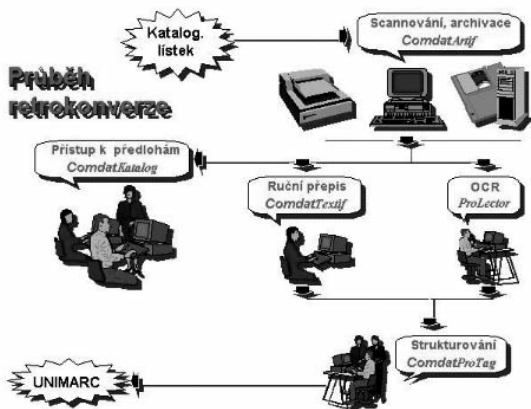 Katalog.
lístek
Scannování, archivace
ComdatArtif
Průběh
retrokonverze
Přístup k předlohám
ComdatKatalog
Ruční přepis
ComdatTextif
OCR
ProLector
Strukturování
ComdatProTag
UNIMARC